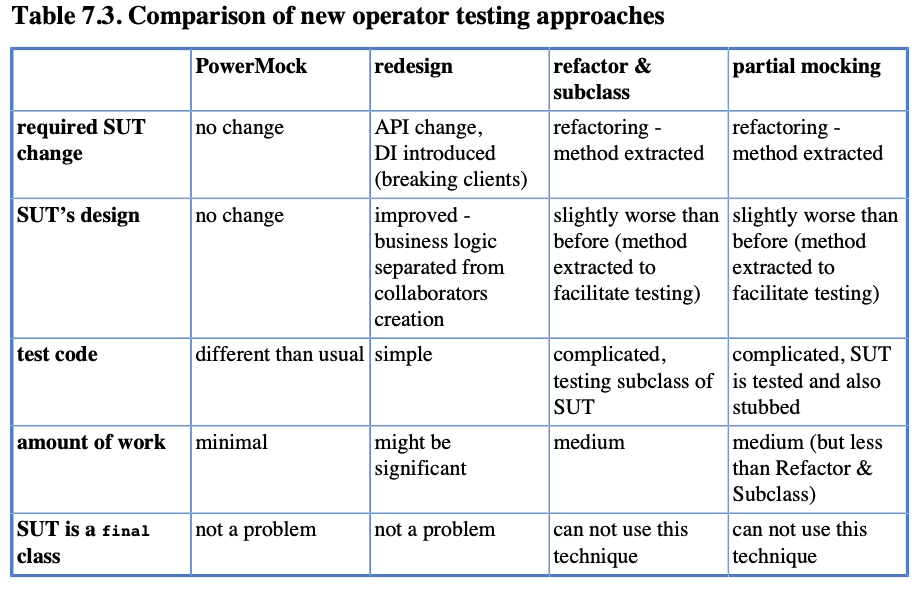 Table 7.3. Comparison of new operator testing approaches
PowerMock
redesign
refactor &
subclass
partial mocking
required SUT
change
no change
API change,
DI introduced
(breaking clients)
refactoring -
method extracted
refactoring -
method extracted
SUT’s design
no change
improved -
business logic
separated from
collaborators
creation
slightly worse than
before (method
extracted to
facilitate testing)
slightly worse than
before (method
extracted to
facilitate testing)
test code
different than usual
simple
complicated,
testing subclass of
SUT
complicated, SUT
is tested and also
stubbed
amount of work
minimal
might be
significant
medium
medium (but less
than Refactor &
Subclass)
SUT is a final
class
not a problem
not a problem
can not use this
technique
can not use this
technique